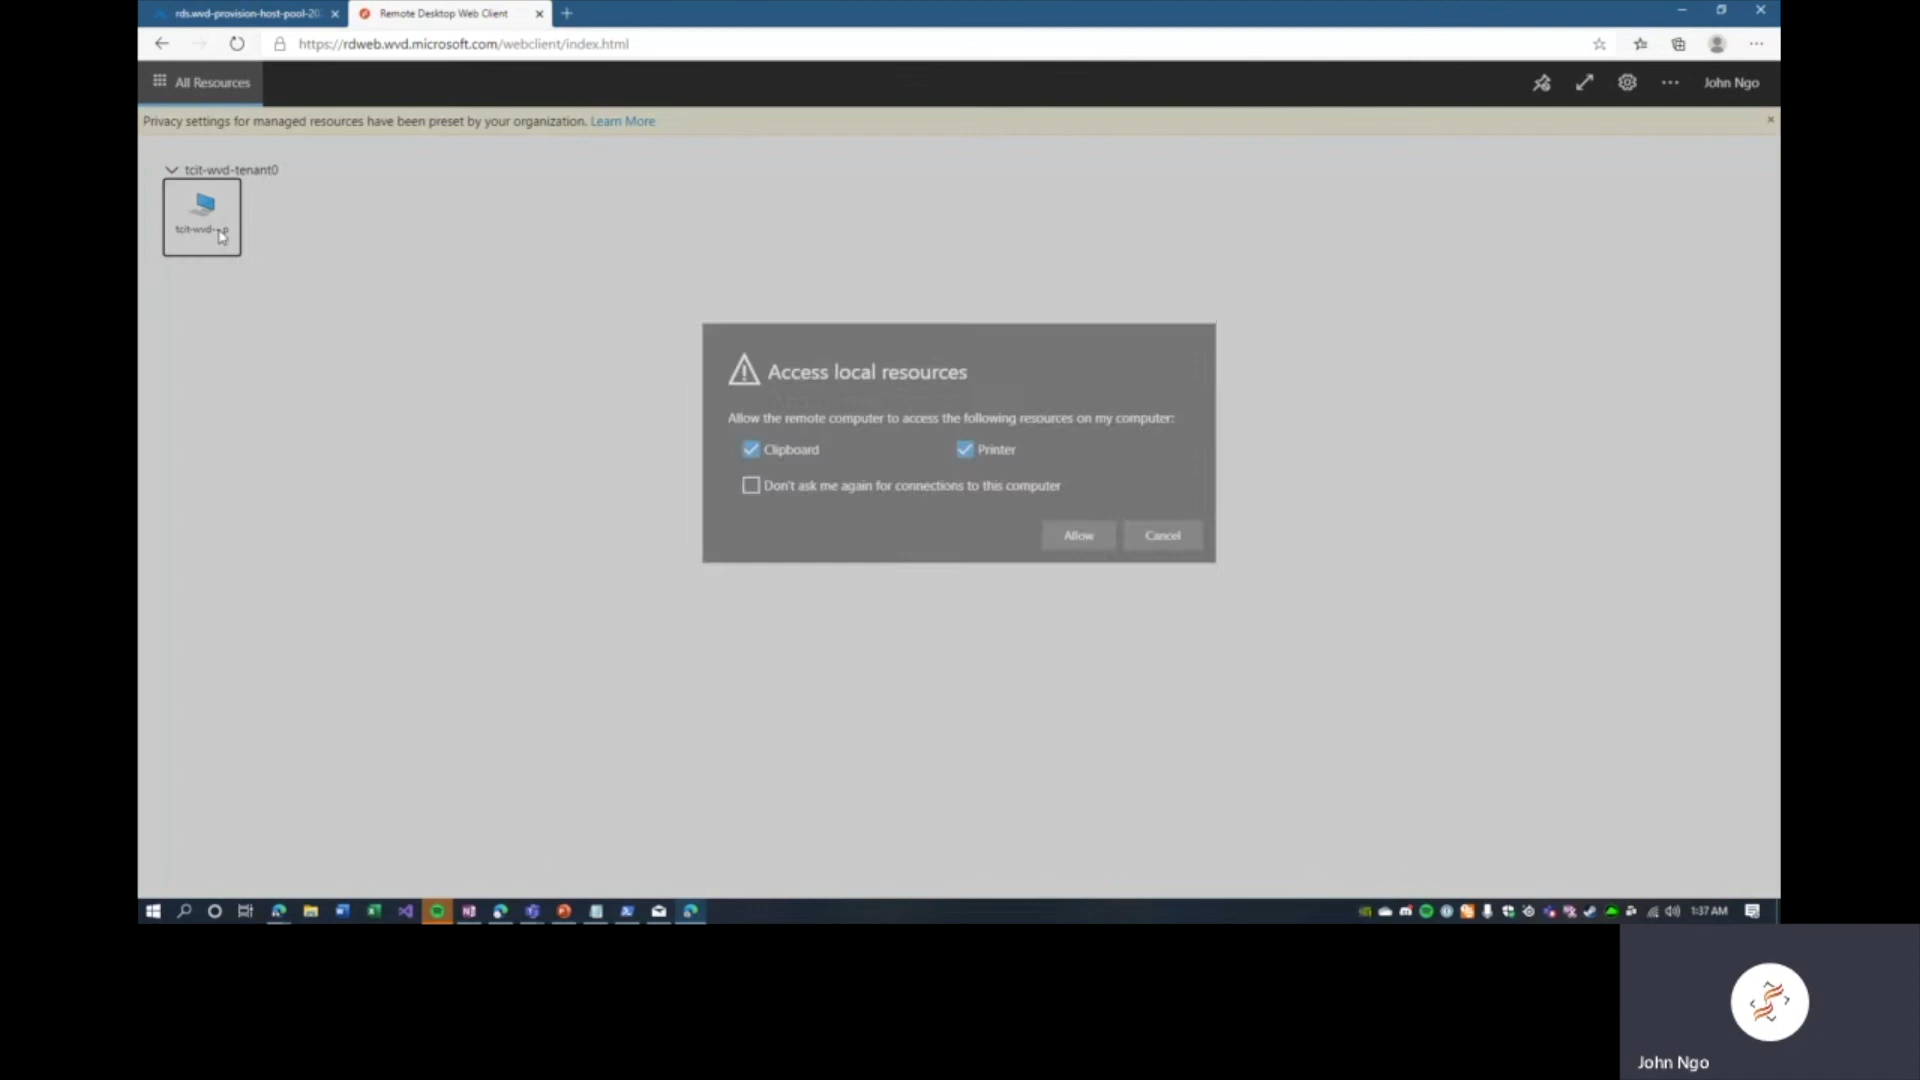 rds.wvd-provision-host-pool-20
Remote Desktop Web Client
https://rdweb.wvd.microsoft.com/webclient/index.html
All Resources
John Ngo
Privacy settings for managed resources have been preset by your organization. Learn More
tcit-wvd-tenant0
tcit-wvd-
Access local resources
Allow the remote computer to access the following resources on my computer:
Clipboard
Printer
Don't ask me again for connections to this computer
Allow
Cancel
1:37 AM
John Ngo